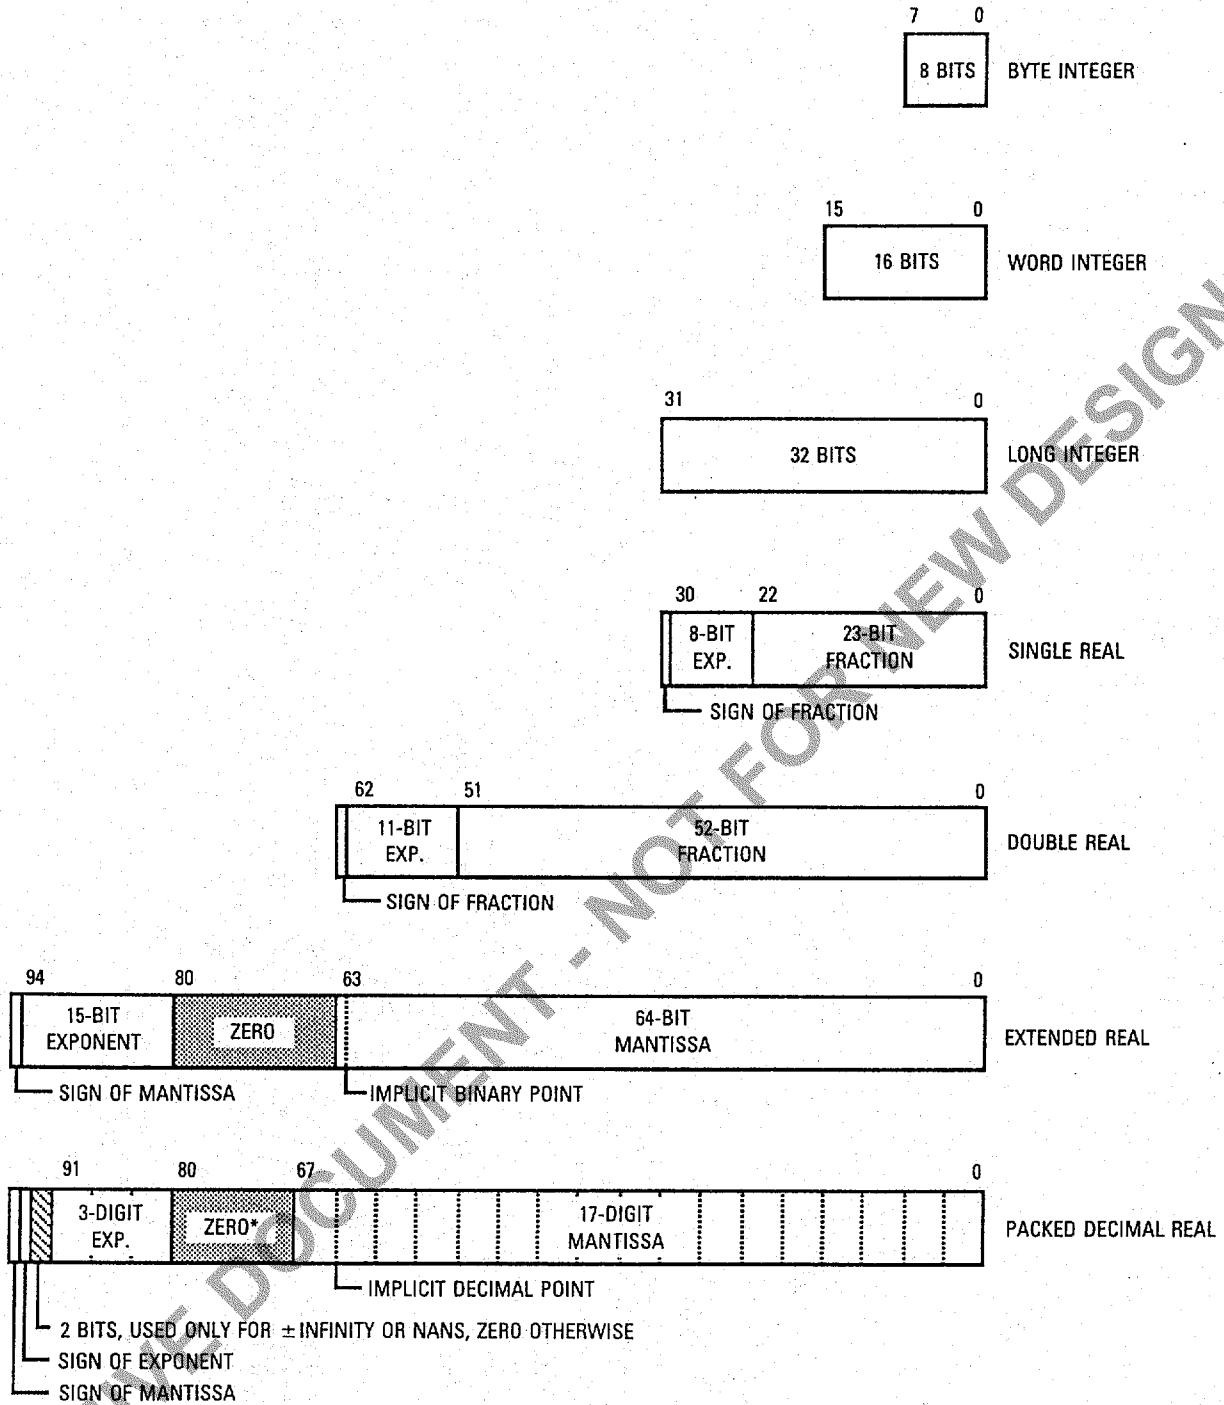 7 0
8 BITS BYTE INTEGER
15 0
16 BITS WORD INTEGER
31 0
32 BITS LONG INTEGER
30 22 0
8-BIT EXP. 23-BIT FRACTION SINGLE REAL
SIGN OF FRACTION
62 51 0
11-BIT EXP. 52-BIT FRACTION DOUBLE REAL
SIGN OF FRACTION
94 80 63 0
15-BIT EXPONENT ZERO 64-BIT MANTISSA EXTENDED REAL
SIGN OF MANTISSA IMPLICIT BINARY POINT
91 80 67 0
3-DIGIT EXP. ZERO* 17-DIGIT MANTISSA PACKED DECIMAL REAL
IMPLICIT DECIMAL POINT
2 BITS, USED ONLY FOR ±INFINITY OR NANS, ZERO OTHERWISE
SIGN OF EXPONENT
SIGN OF MANTISSA
DOCUMENT - NOT FOR NEW DESIGN